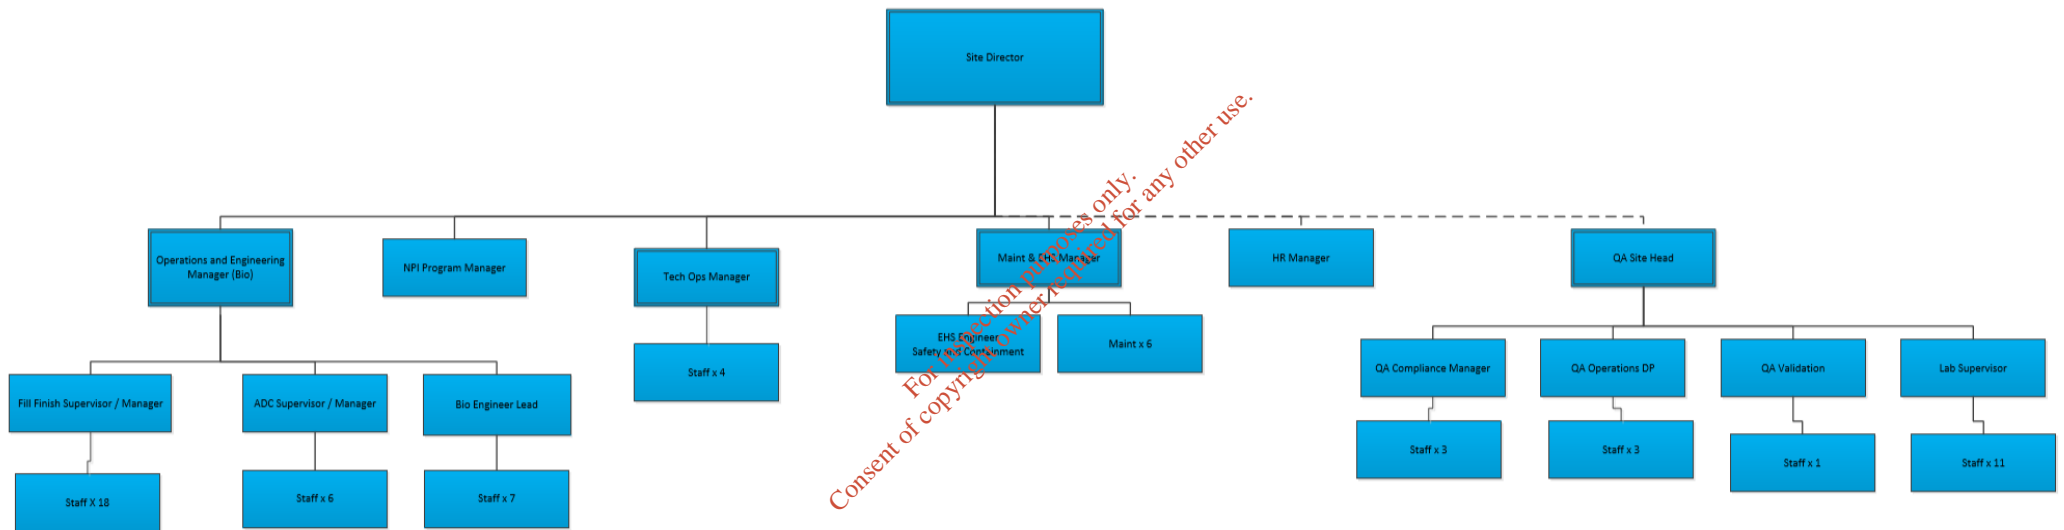 Site Director
Operations and Engineering
Manager (Bio)
NPI Program Manager
Tech Ops Manager
Maint & EHS Manager
HR Manager
QA Site Head
EHS Engineer
Safety and Containment
Maint x 6
Staff x 4
Fill Finish Supervisor / Manager
ADC Supervisor / Manager
Bio Engineer Lead
QA Compliance Manager
QA Operations DP
QA Validation
Lab Supervisor
Staff X 18
Staff x 6
Staff x 7
Staff x 3
Staff x 3
Staff x 1
Staff x 11
For inspection purposes only.
Consent of copyright owner required for any other use.